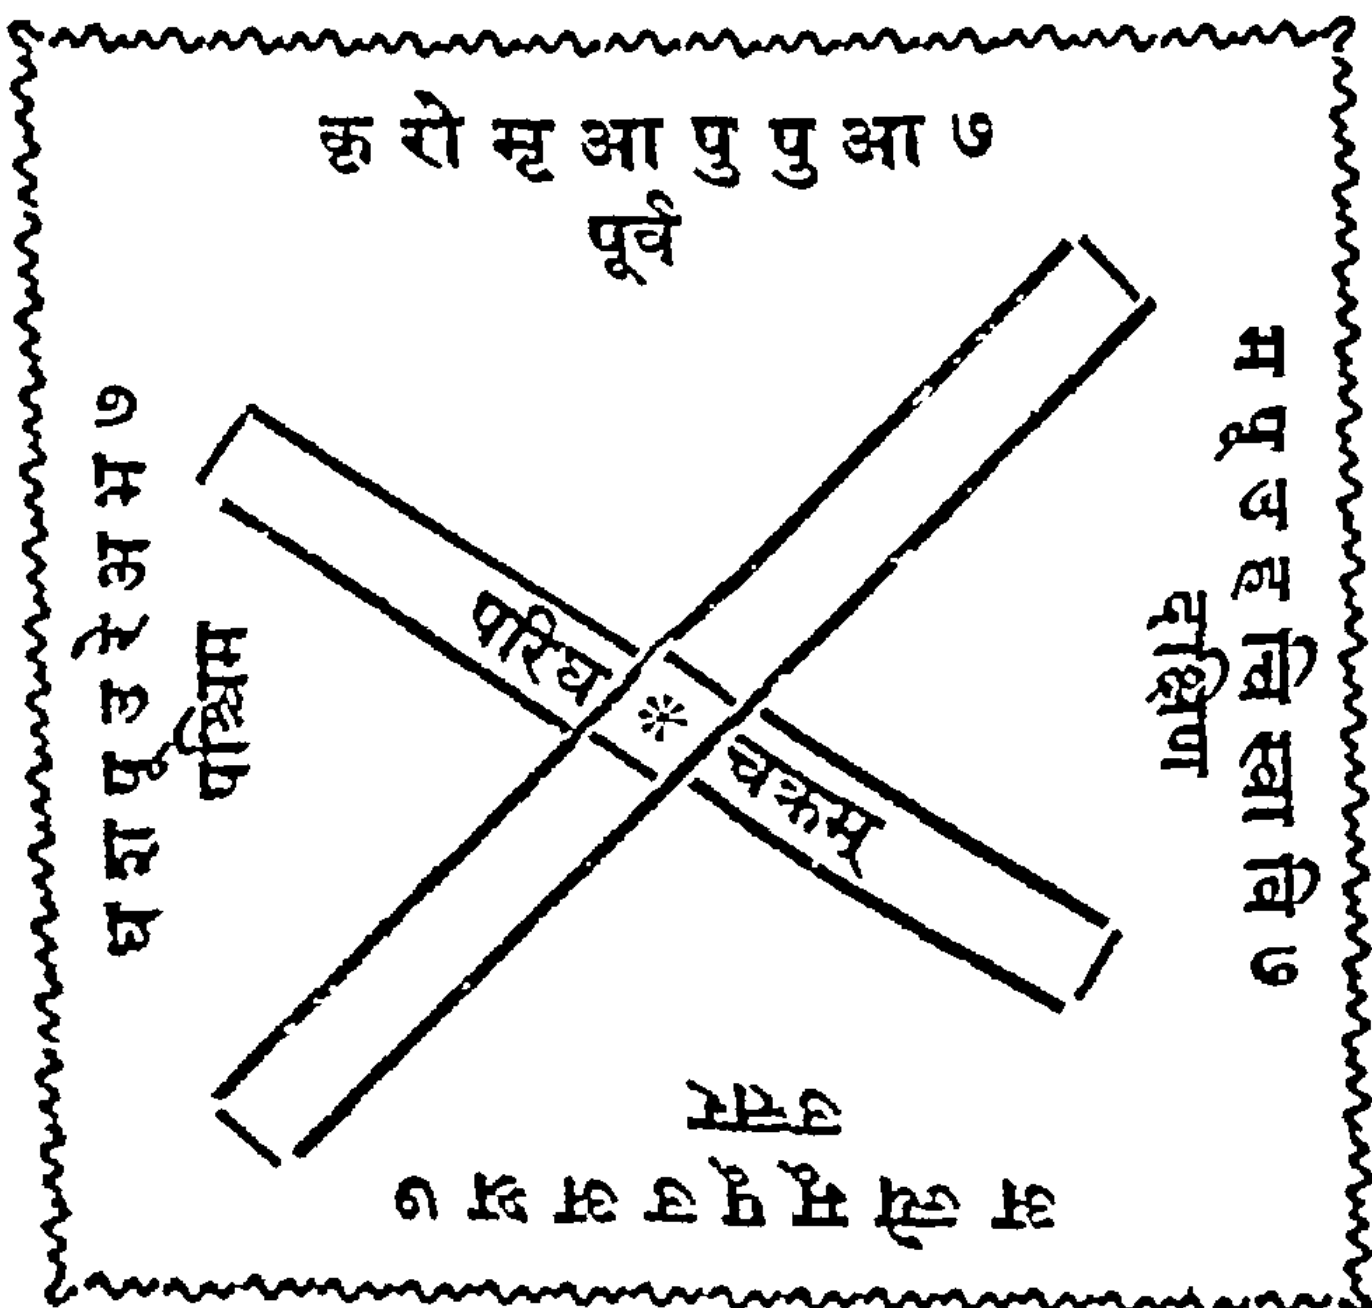 कृ रो मृ आ पु पु आ ७
पूर्व
म पू उ ह चि स्वा वि ७
दक्षिण
परिघ
चक्रम्
उत्तर
अ ज्ये मू पू उ अ श्र ७
पश्चिम
घ श पू उ रे अ भ ७